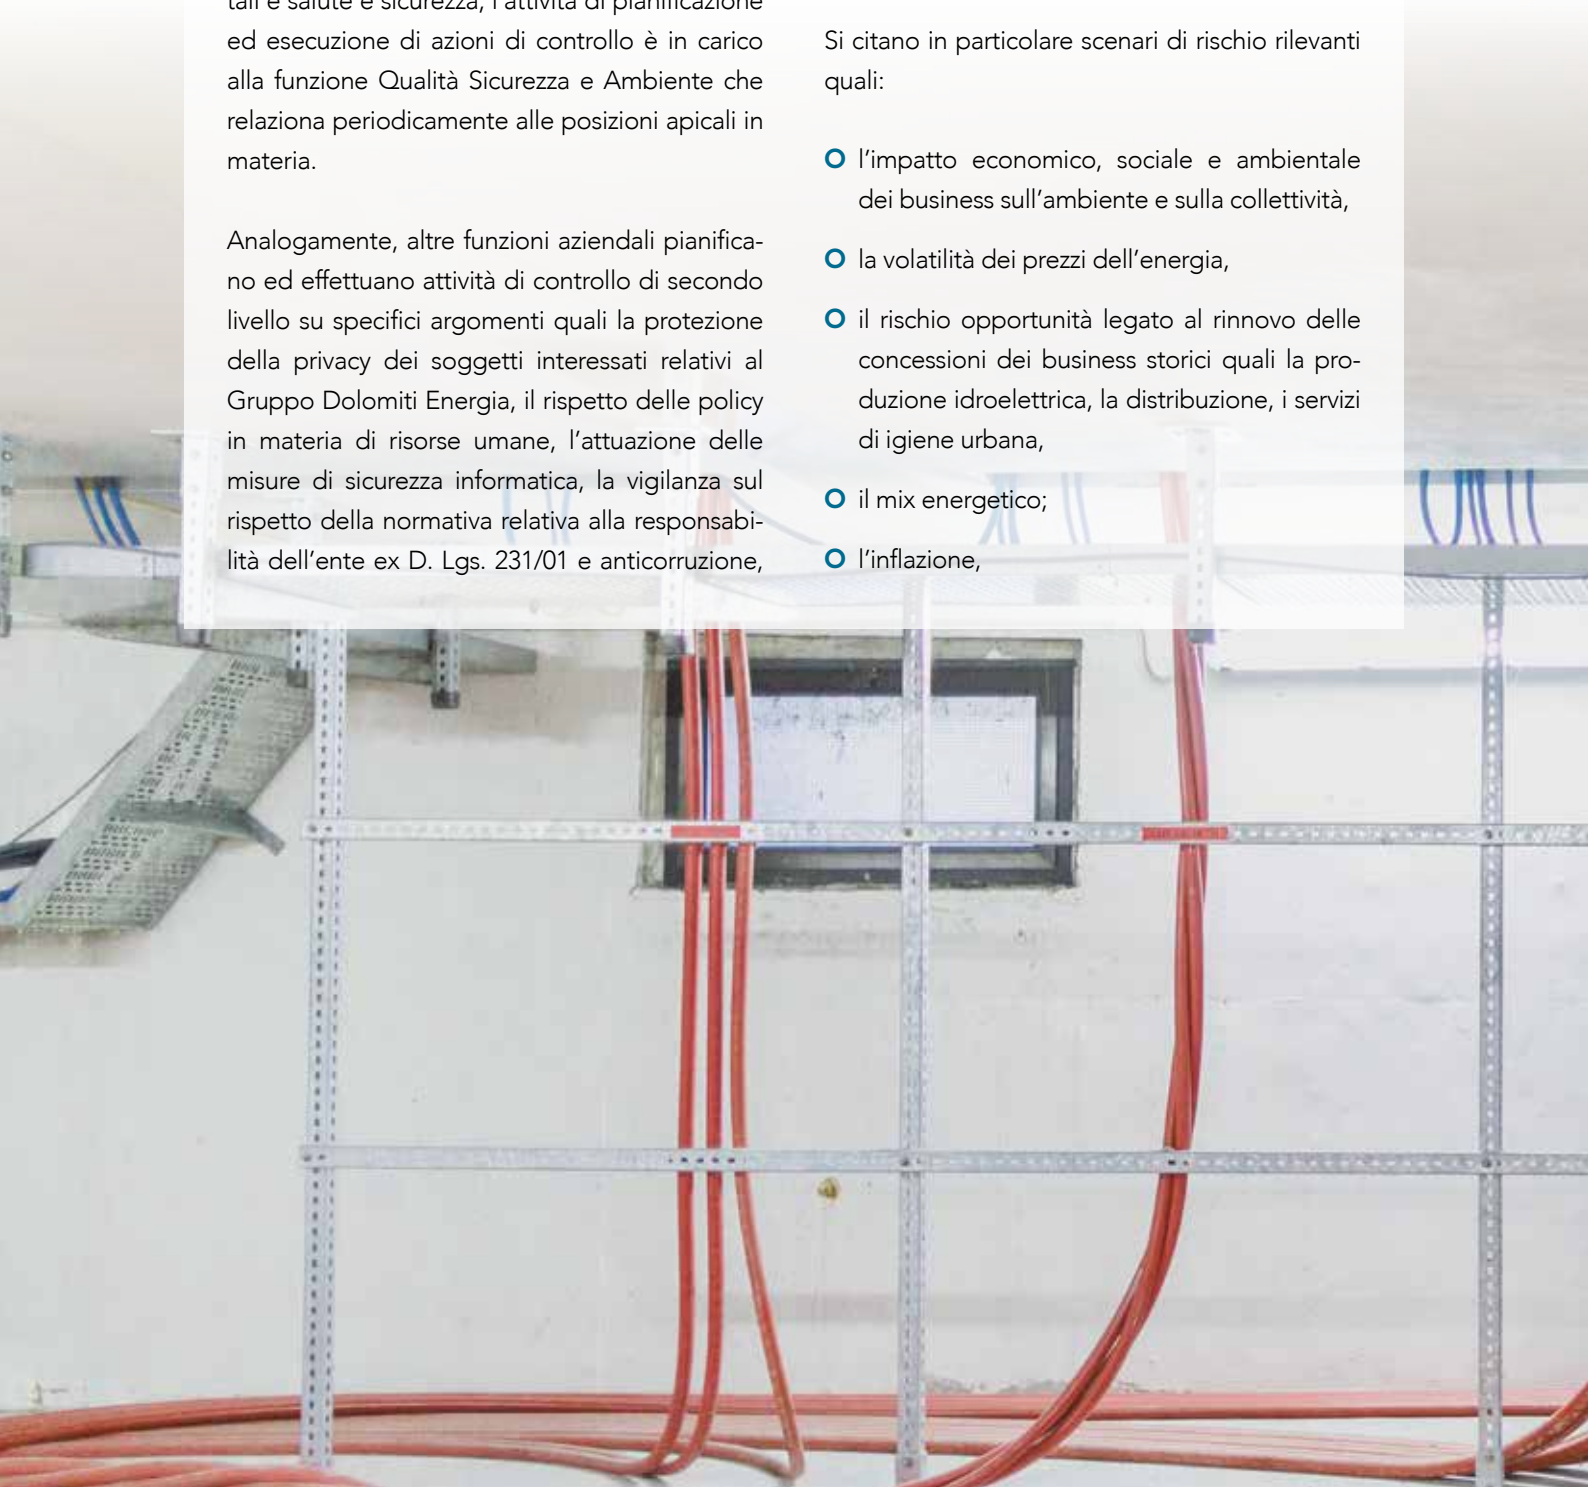 tali e salute e sicurezza, l'attività di pianificazione
ed esecuzione di azioni di controllo è in carico
alla funzione Qualità Sicurezza e Ambiente che
relaziona periodicamente alle posizioni apicali in
materia.
Analogamente, altre funzioni aziendali pianifica-
no ed effettuano attività di controllo di secondo
livello su specifici argomenti quali la protezione
della privacy dei soggetti interessati relativi al
Gruppo Dolomiti Energia, il rispetto delle policy
in materia di risorse umane, l'attuazione delle
misure di sicurezza informatica, la vigilanza sul
rispetto della normativa relativa alla responsabi-
lità dell'ente ex D. Lgs. 231/01 e anticorruzione,
Si citano in particolare scenari di rischio rilevanti
quali:
l'impatto economico, sociale e ambientale
dei business sull'ambiente e sulla collettività,
la volatilità dei prezzi dell'energia,
il rischio opportunità legato al rinnovo delle
concessioni dei business storici quali la pro-
duzione idroelettrica, la distribuzione, i servizi
di igiene urbana,
il mix energetico;
l'inflazione,